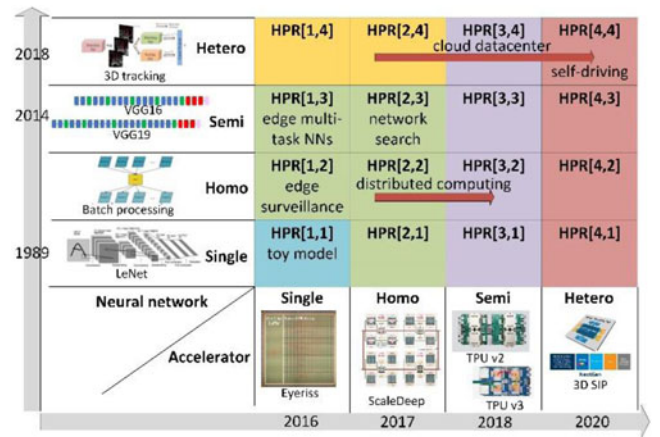 2018
Hetero
3D tracking
HPR[1,4]
HPR[2,4]
HPR[3,4]
HPR[4,4]
cloud datacenter
self-driving
2014
VGG16
VGG19
Semi
HPR[1,3]
edge multi-
task NNs
HPR[2,3]
network
search
HPR[3,3]
HPR[4,3]
Batch processing
Homo
HPR[1,2]
edge
surveillance
HPR[2,2]
HPR[3,2]
distributed computing
HPR[4,2]
1989
A
LeNet
Single
HPR[1,1]
toy model
HPR[2,1]
HPR[3,1]
HPR[4,1]
Neural network
Accelerator
Single
Eyeriss
Homo
ScaleDeep
Semi
TPU v2
TPU v3
Hetero
3D SIP
2016
2017
2018
2020